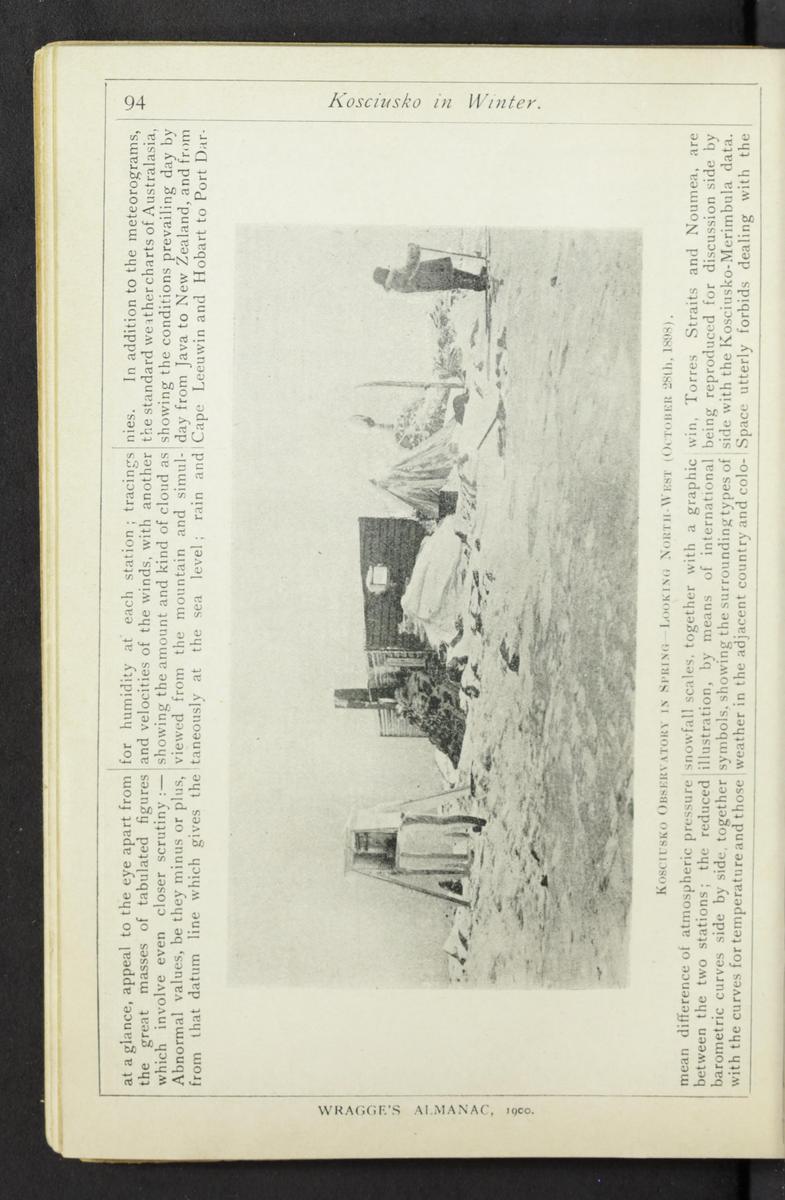 94
Kosciusko in Winter.
at a glance, appeal to the eye apart from
the great masses of tabulated figures
which involve even closer scrutiny :—
Abnormal values, be they minus or plus,
from that datum line which gives the
mean difference of atmospheric pressure
between the two stations; the reduced
barometric curves side by side, together
with the curves for temperature and those
for humidity at each station; tracings
and velocities of the winds, with another
showing the amount and kind of cloud as
viewed from the mountain and simul-
taneously at the sea level; rain and
snowfall scales, together with a graphic
illustration, by means of international
symbols, showing the surrounding types of
weather in the adjacent country and colo-
nies. In addition to the meteorograms,
the standard weather charts of Australasia,
showing the conditions prevailing day by
day from Java to New Zealand, and from
Cape Leeuwin and Hobart to Port Dar-
win, Torres Straits and Noumea, are
being reproduced for discussion side by
side with the Kosciusko-Merimbula data.
Space utterly forbids dealing with the
KOSCIUSKO OBSERVATORY IN SPRING—LOOKING NORTH-WEST (OCTOBER 28th, 1898).
WRAGGE'S ALMANAC, 1900.